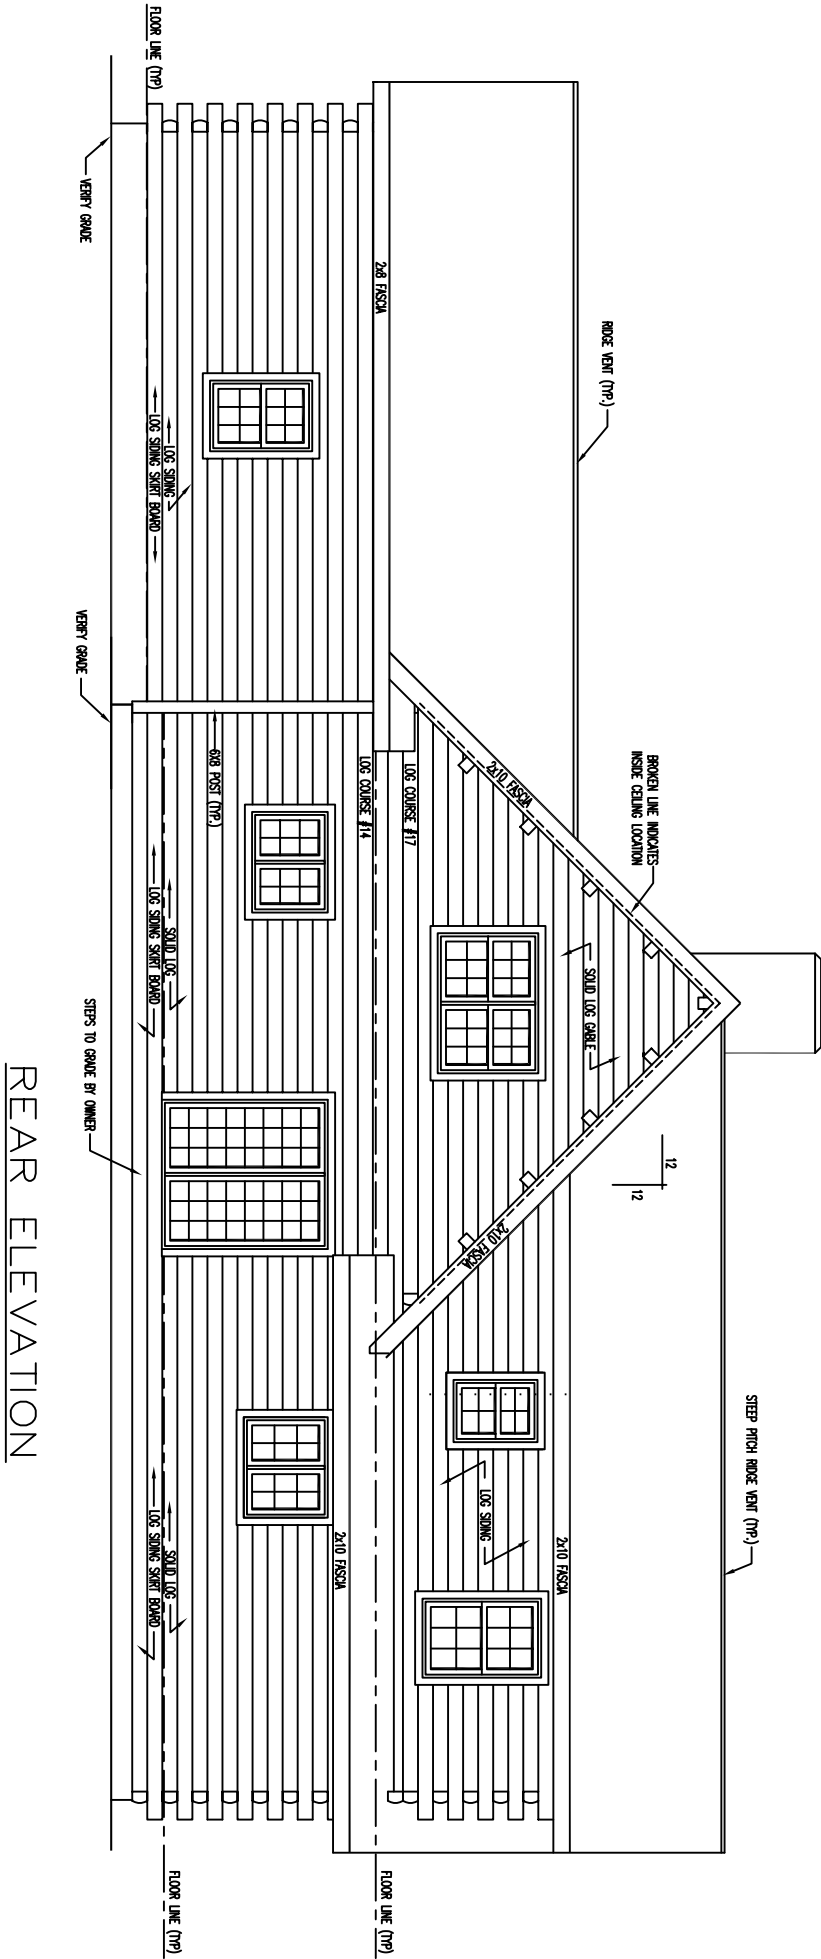 STEEP PITCH RIDGE VENT (TYP.)
BROKEN LINE INDICATES
INSIDE CEILING LOCATION
12
12
RIDGE VENT (TYP.)
SOLID LOG GABLE
2x10 FASCIA
2x10 FASCIA
2x10 FASCIA
LOG SIDING
LOG COURSE #17
2x8 FASCIA
LOG COURSE #14
FLOOR LINE (TYP)
2x10 FASCIA
6X8 POST (TYP.)
LOG SIDING
SOLID LOG
SOLID LOG
FLOOR LINE (TYP)
FLOOR LINE (TYP)
LOG SIDING SKIRT BOARD
LOG SIDING SKIRT BOARD
LOG SIDING SKIRT BOARD
VERIFY GRADE
VERIFY GRADE
STEPS TO GRADE BY OWNER
REAR ELEVATION